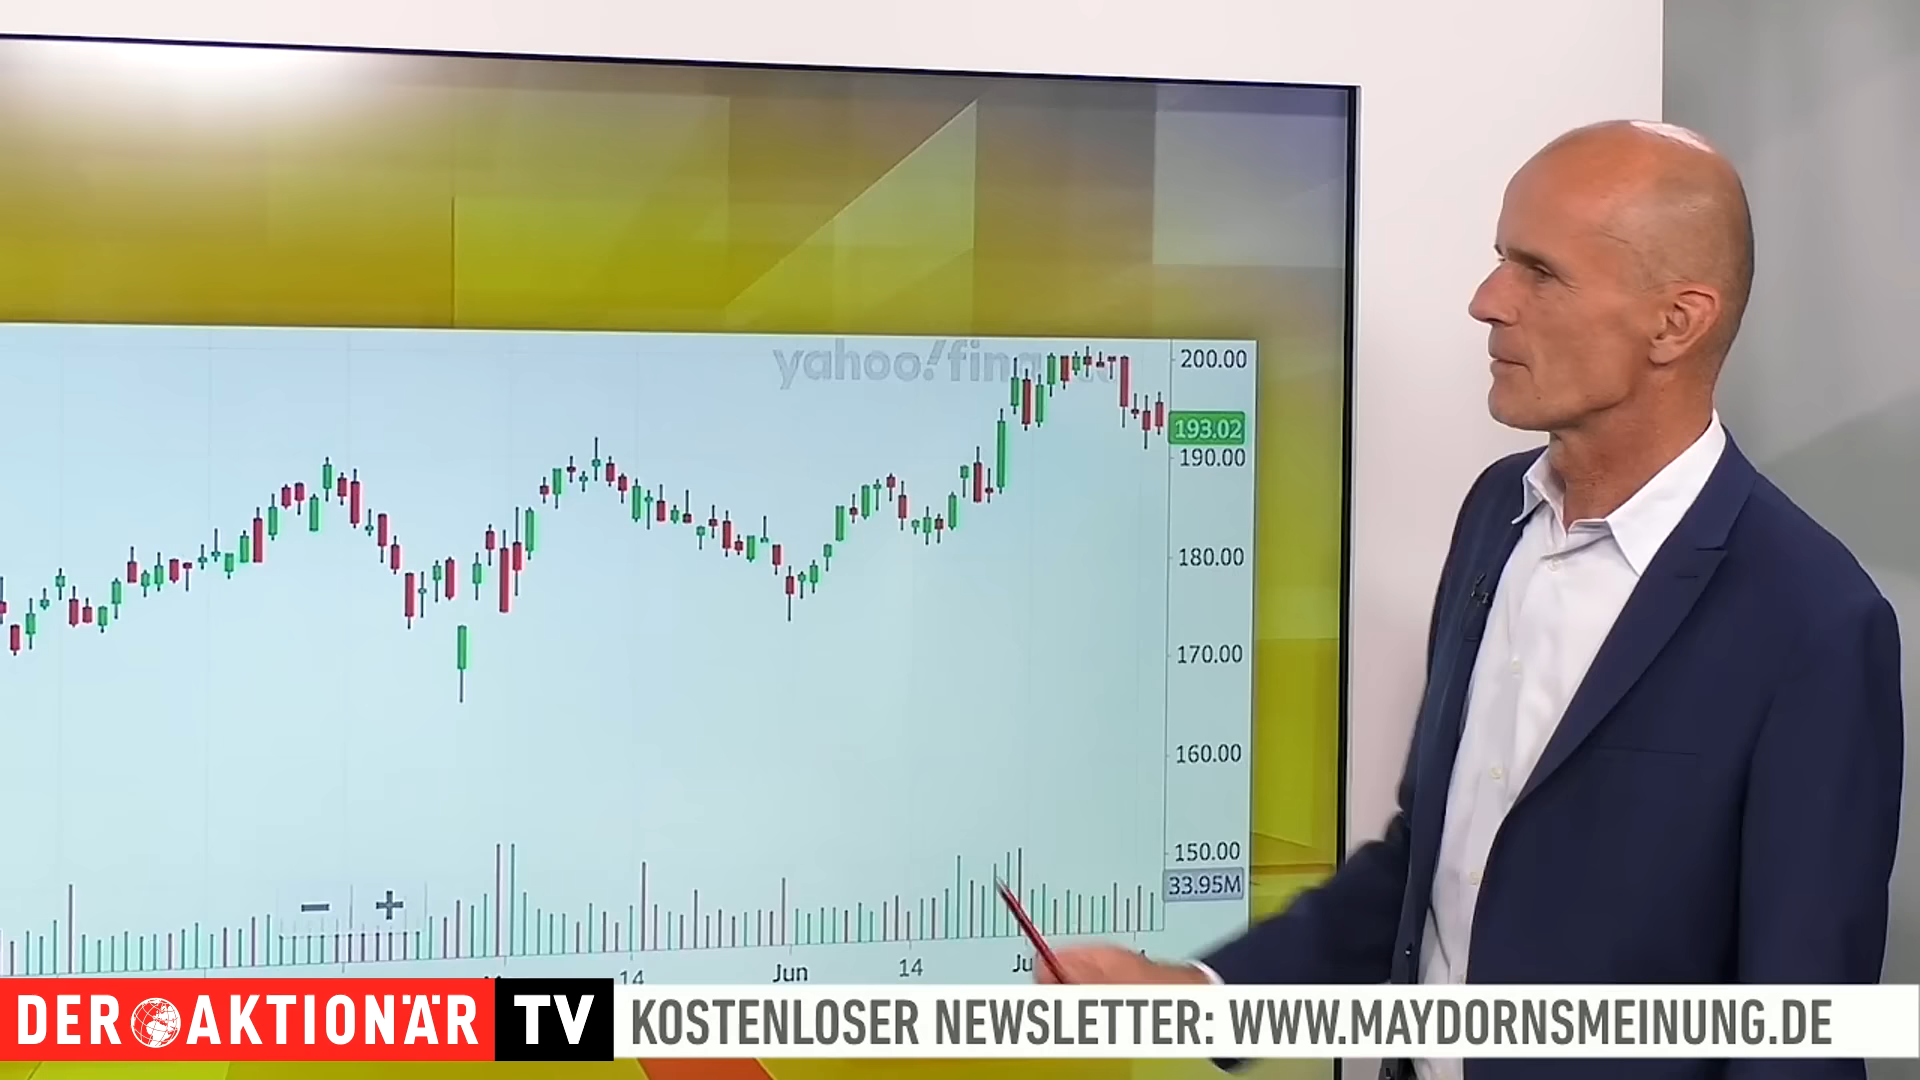 yahoo!
200.00
193.02
190.00
180.00
170.00
160.00
150.00
33.95M
− +
14 Jun 14
DER AKTIONÄR TV
KOSTENLOSER NEWSLETTER: WWW.MAYDORNSMEINUNG.DE